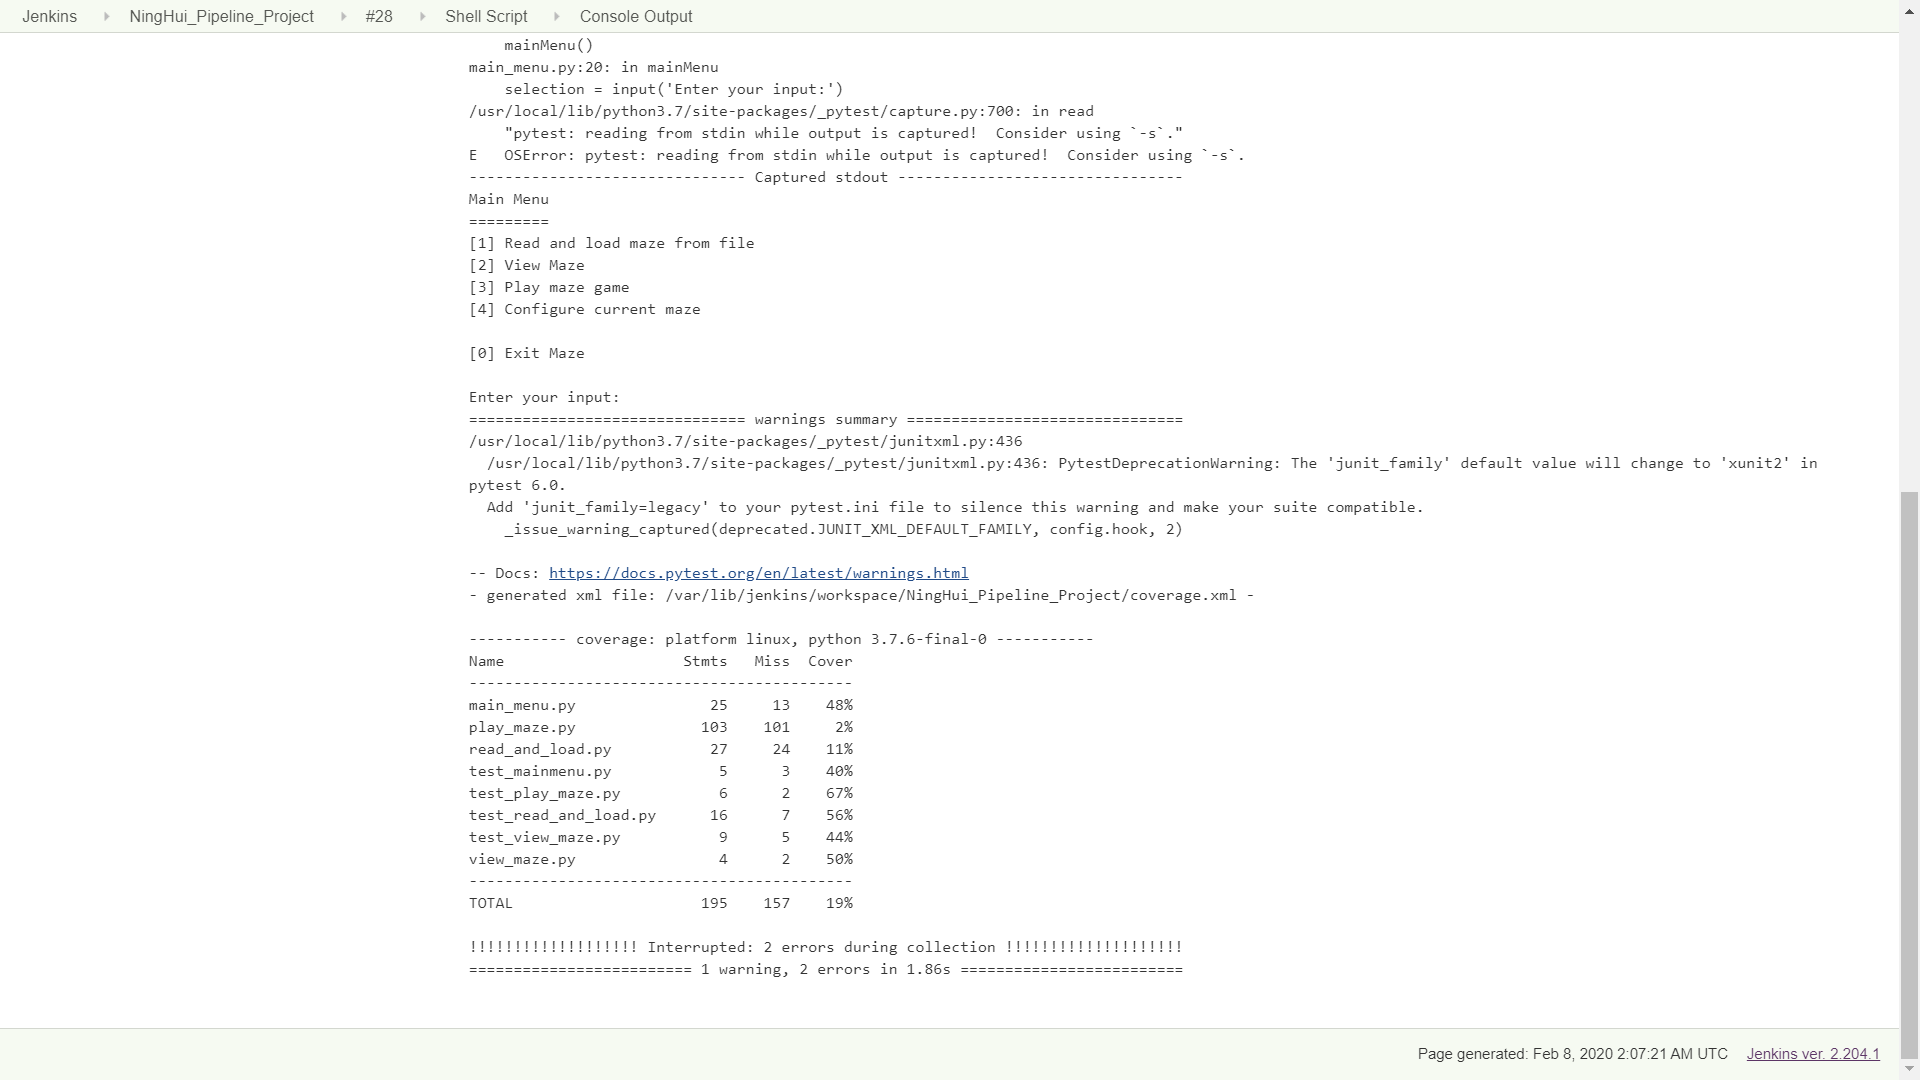 Jenkins NingHui_Pipeline_Project #28 Shell Script Console Output
mainMenu()
main_menu.py:20: in mainMenu
selection = input('Enter your input:')
/usr/local/lib/python3.7/site-packages/_pytest/capture.py:700: in read
"pytest: reading from stdin while output is captured!  Consider using `-s`."
E   OSError: pytest: reading from stdin while output is captured!  Consider using `-s`.
------------------------------- Captured stdout --------------------------------
Main Menu
=========
[1] Read and load maze from file
[2] View Maze
[3] Play maze game
[4] Configure current maze
[0] Exit Maze
Enter your input:
=============================== warnings summary ===============================
/usr/local/lib/python3.7/site-packages/_pytest/junitxml.py:436
/usr/local/lib/python3.7/site-packages/_pytest/junitxml.py:436: PytestDeprecationWarning: The 'junit_family' default value will change to 'xunit2' in
pytest 6.0.
Add 'junit_family=legacy' to your pytest.ini file to silence this warning and make your suite compatible.
_issue_warning_captured(deprecated.JUNIT_XML_DEFAULT_FAMILY, config.hook, 2)
-- Docs: https://docs.pytest.org/en/latest/warnings.html
- generated xml file: /var/lib/jenkins/workspace/NingHui_Pipeline_Project/coverage.xml -
----------- coverage: platform linux, python 3.7.6-final-0 -----------
Name                    Stmts   Miss  Cover
-------------------------------------------
main_menu.py               25     13    48%
play_maze.py              103    101     2%
read_and_load.py           27     24    11%
test_mainmenu.py            5      3    40%
test_play_maze.py           6      2    67%
test_read_and_load.py      16      7    56%
test_view_maze.py           9      5    44%
view_maze.py                4      2    50%
-------------------------------------------
TOTAL                     195    157    19%
!!!!!!!!!!!!!!!!!!! Interrupted: 2 errors during collection !!!!!!!!!!!!!!!!!!!!
========================= 1 warning, 2 errors in 1.86s =========================
Page generated: Feb 8, 2020 2:07:21 AM UTC Jenkins ver. 2.204.1